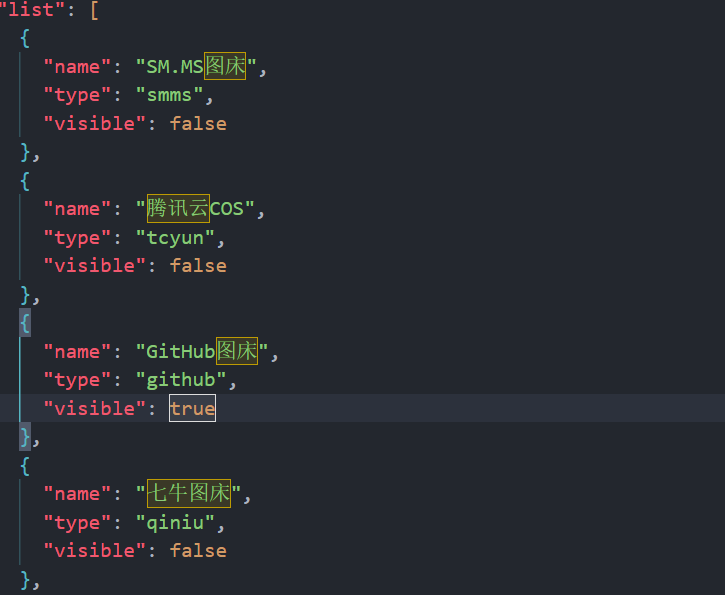 "list": [
{
"name": "SM.MS图床",
"type": "smms",
"visible": false
},
{
"name": "腾讯云COS",
"type": "tcyun",
"visible": false
},
{
"name": "GitHub图床",
"type": "github",
"visible": true
},
{
"name": "七牛图床",
"type": "qiniu",
"visible": false
},